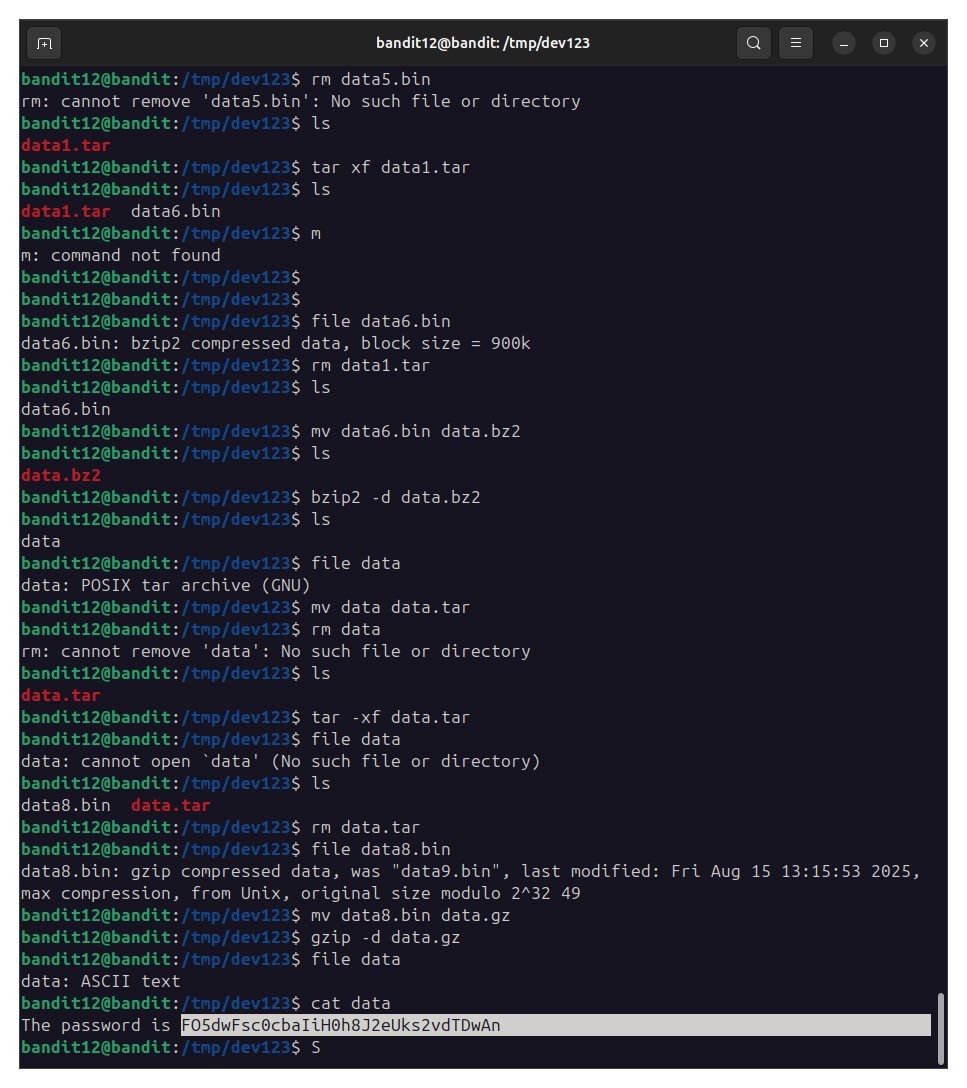 bandit12@bandit: /tmp/dev123
bandit12@bandit:/tmp/dev123$ rm data5.bin
rm: cannot remove 'data5.bin': No such file or directory
bandit12@bandit:/tmp/dev123$ ls
data1.tar
bandit12@bandit:/tmp/dev123$ tar xf data1.tar
bandit12@bandit:/tmp/dev123$ ls
data1.tar  data6.bin
bandit12@bandit:/tmp/dev123$ m
m: command not found
bandit12@bandit:/tmp/dev123$
bandit12@bandit:/tmp/dev123$
bandit12@bandit:/tmp/dev123$ file data6.bin
data6.bin: bzip2 compressed data, block size = 900k
bandit12@bandit:/tmp/dev123$ rm data1.tar
bandit12@bandit:/tmp/dev123$ ls
data6.bin
bandit12@bandit:/tmp/dev123$ mv data6.bin data.bz2
bandit12@bandit:/tmp/dev123$ ls
data.bz2
bandit12@bandit:/tmp/dev123$ bzip2 -d data.bz2
bandit12@bandit:/tmp/dev123$ ls
data
bandit12@bandit:/tmp/dev123$ file data
data: POSIX tar archive (GNU)
bandit12@bandit:/tmp/dev123$ mv data data.tar
bandit12@bandit:/tmp/dev123$ rm data
rm: cannot remove 'data': No such file or directory
bandit12@bandit:/tmp/dev123$ ls
data.tar
bandit12@bandit:/tmp/dev123$ tar -xf data.tar
bandit12@bandit:/tmp/dev123$ file data
data: cannot open `data' (No such file or directory)
bandit12@bandit:/tmp/dev123$ ls
data8.bin  data.tar
bandit12@bandit:/tmp/dev123$ rm data.tar
bandit12@bandit:/tmp/dev123$ file data8.bin
data8.bin: gzip compressed data, was "data9.bin", last modified: Fri Aug 15 13:15:53 2025,
max compression, from Unix, original size modulo 2^32 49
bandit12@bandit:/tmp/dev123$ mv data8.bin data.gz
bandit12@bandit:/tmp/dev123$ gzip -d data.gz
bandit12@bandit:/tmp/dev123$ file data
data: ASCII text
bandit12@bandit:/tmp/dev123$ cat data
The password is FO5dwFsc0cbaIiH0h8J2eUks2vdTDwAn
bandit12@bandit:/tmp/dev123$ S